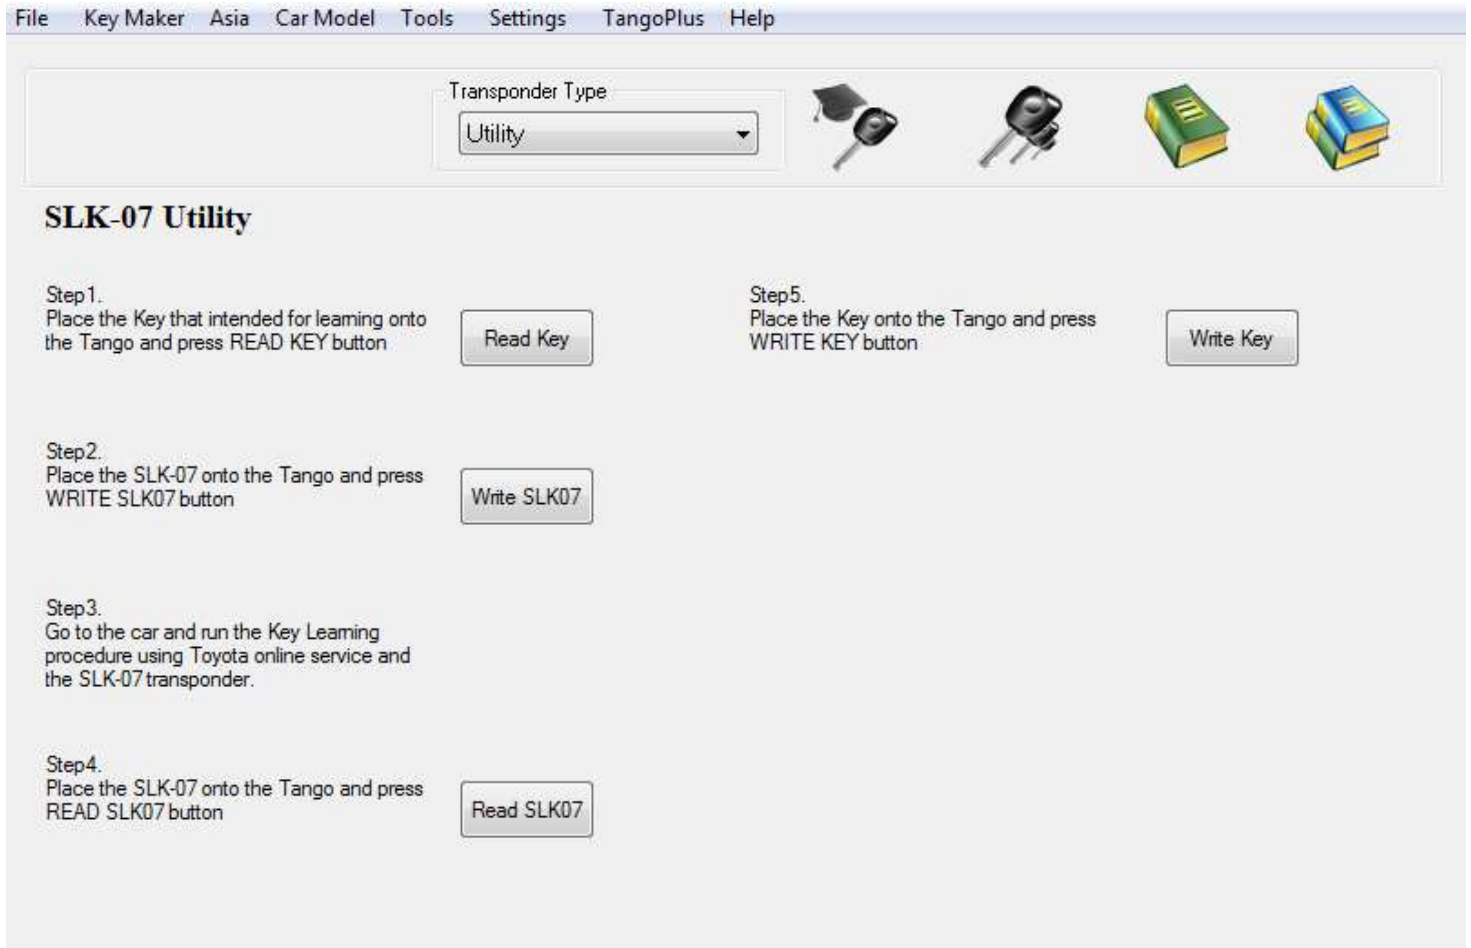 File Key Maker Asia Car Model Tools Settings TangoPlus Help
Transponder Type
Utility
SLK-07 Utility
Step1.
Place the Key that intended for learning onto
the Tango and press READ KEY button
Read Key
Step2.
Place the SLK-07 onto the Tango and press
WRITE SLK07 button
Write SLK07
Step3.
Go to the car and run the Key Learning
procedure using Toyota online service and
the SLK-07 transponder.
Step4.
Place the SLK-07 onto the Tango and press
READ SLK07 button
Read SLK07
Step5.
Place the Key onto the Tango and press
WRITE KEY button
Write Key